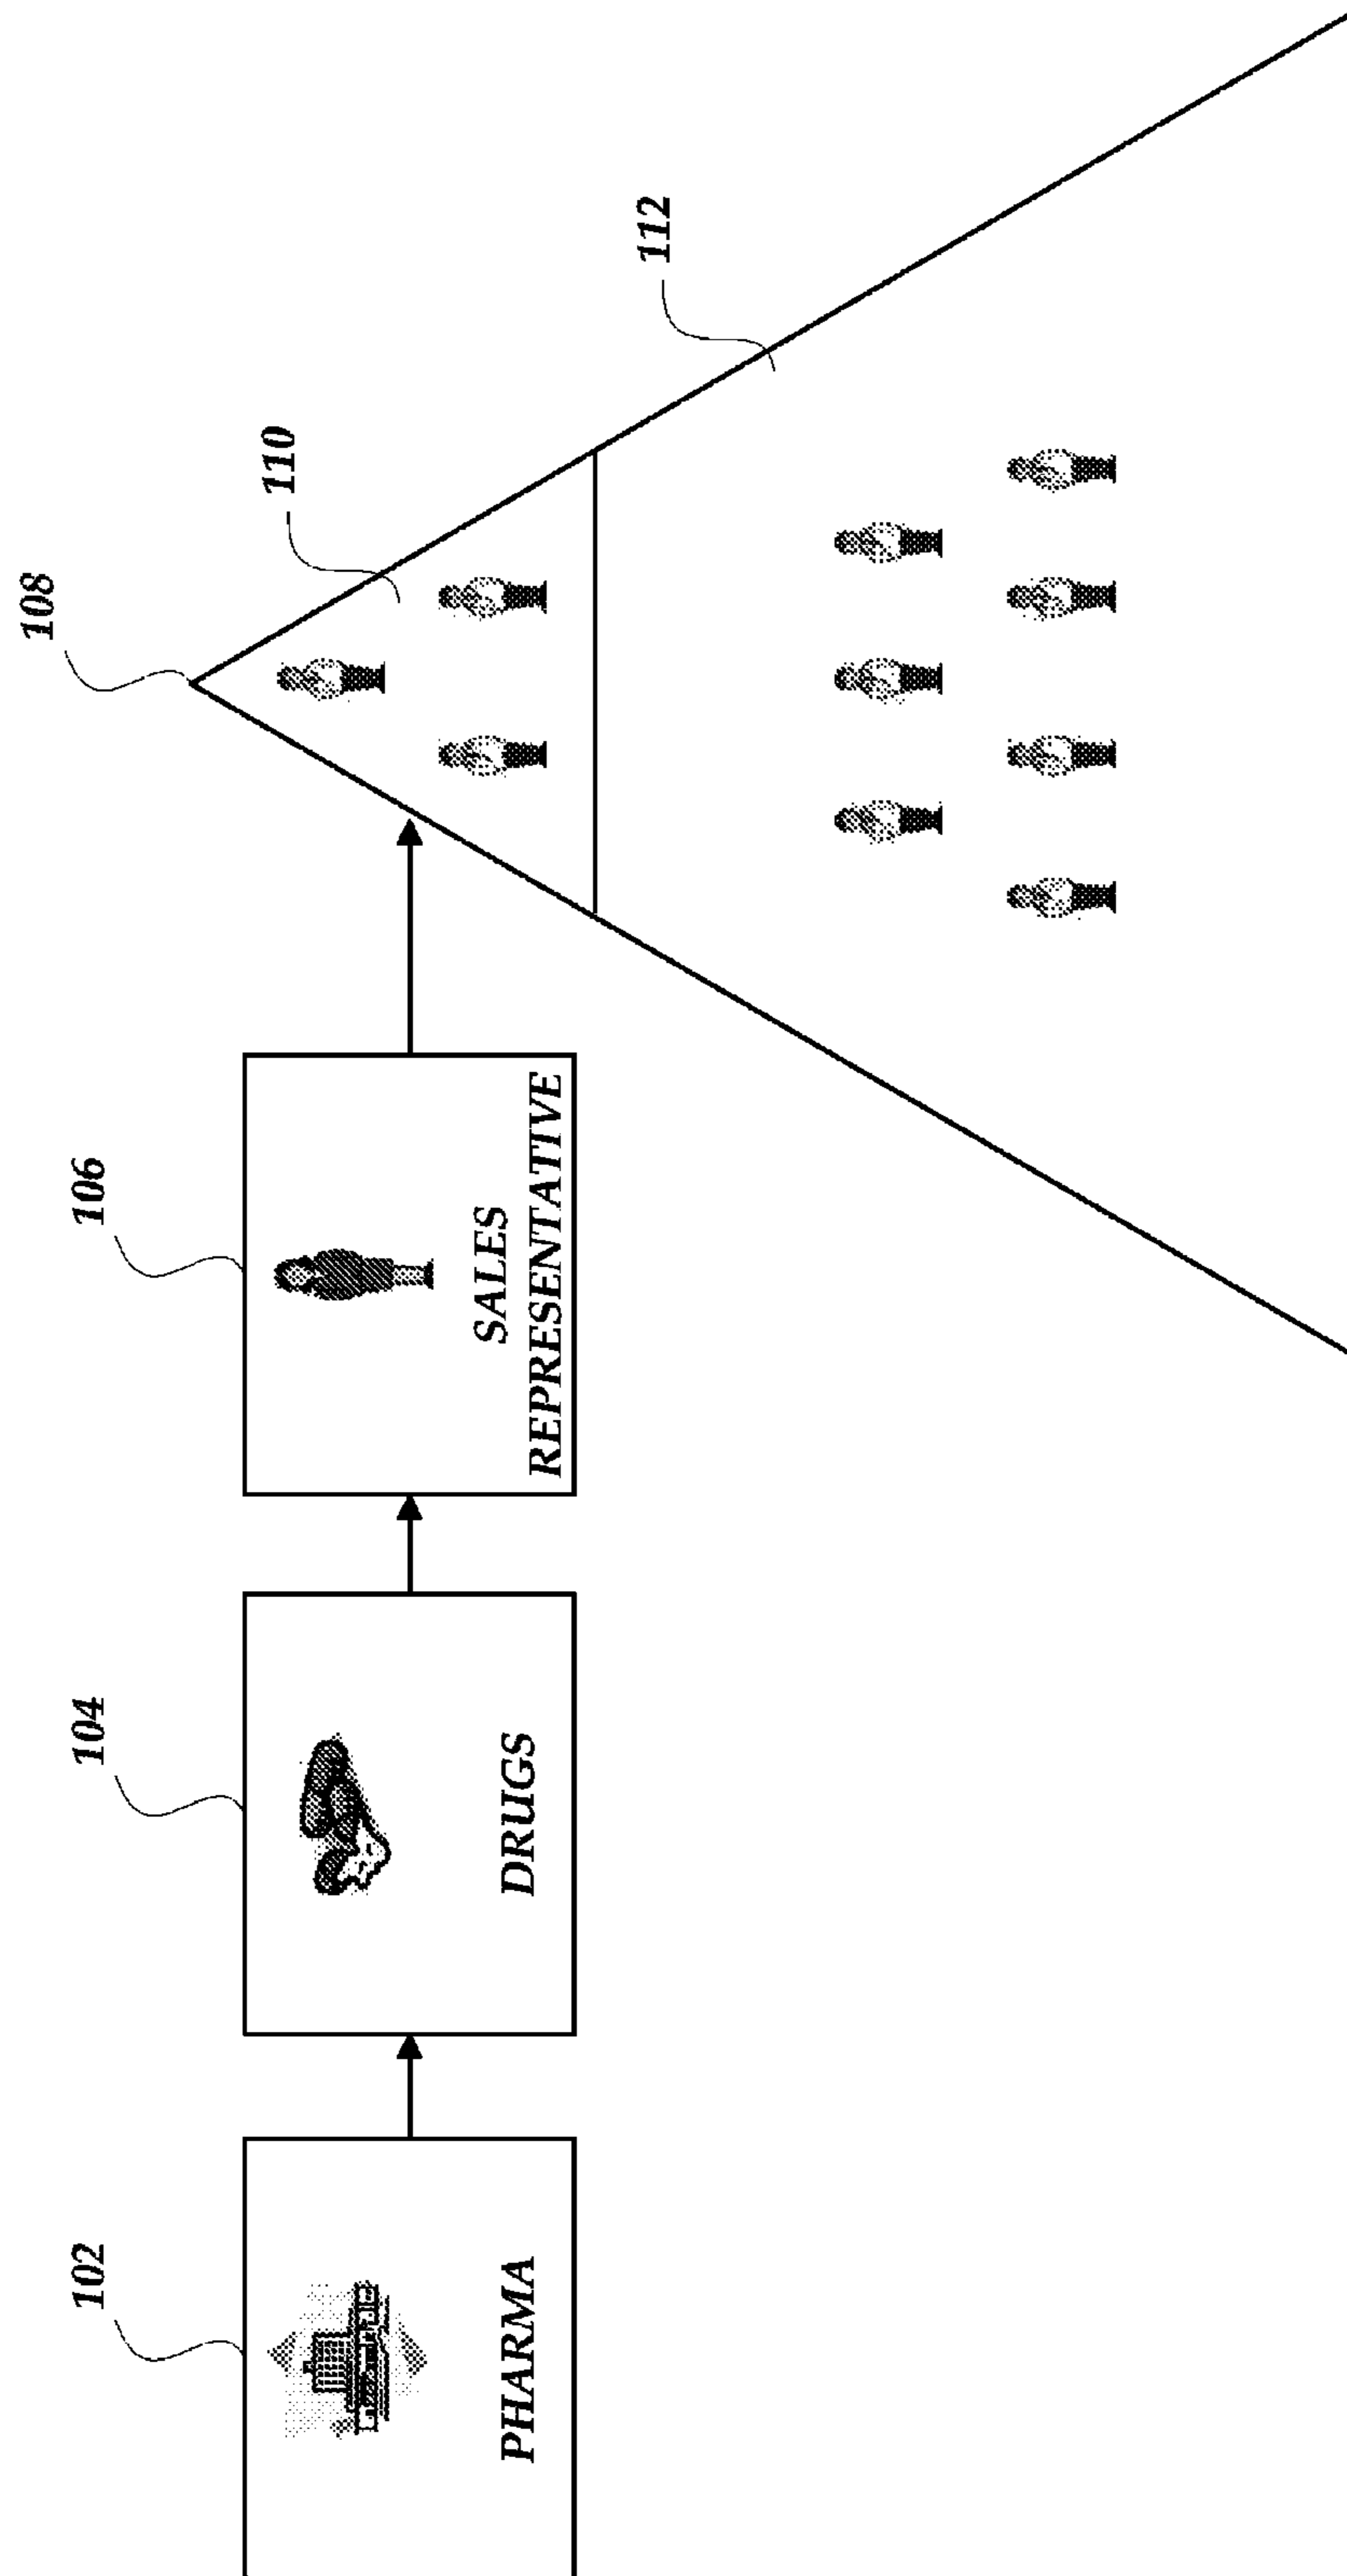 102
PHARMA
104
DRUGS
106
SALES
REPRESENTATIVE
108
110
112